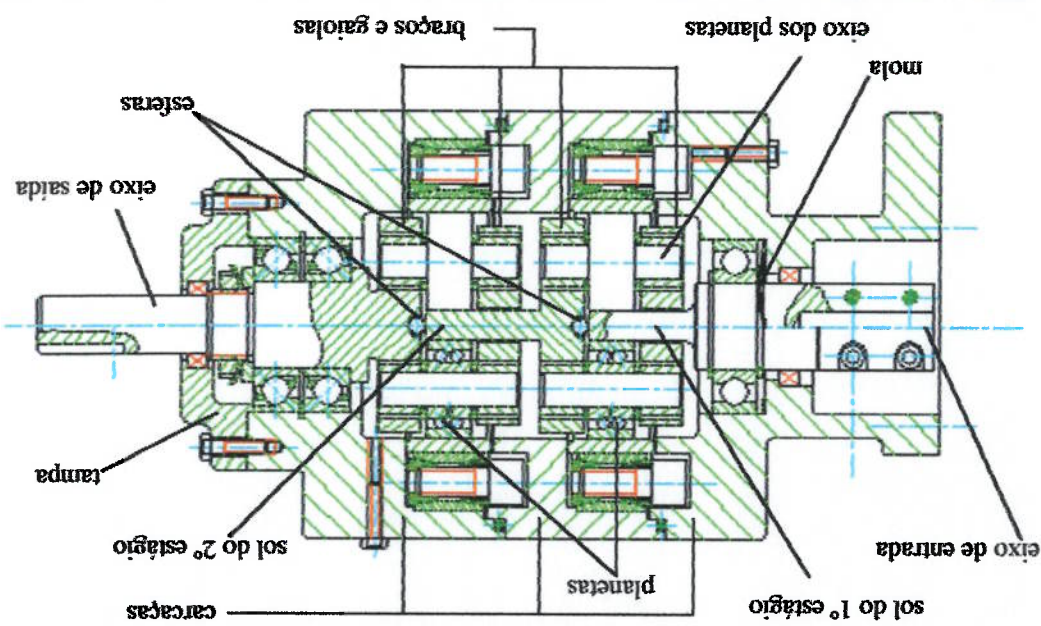 carcaças
sol do 1º estágio
planetas
sol do 2º estágio
eixo de entrada
tampa
eixo de saída
esferas
mola
braços e gaiolas
eixo dos planetas